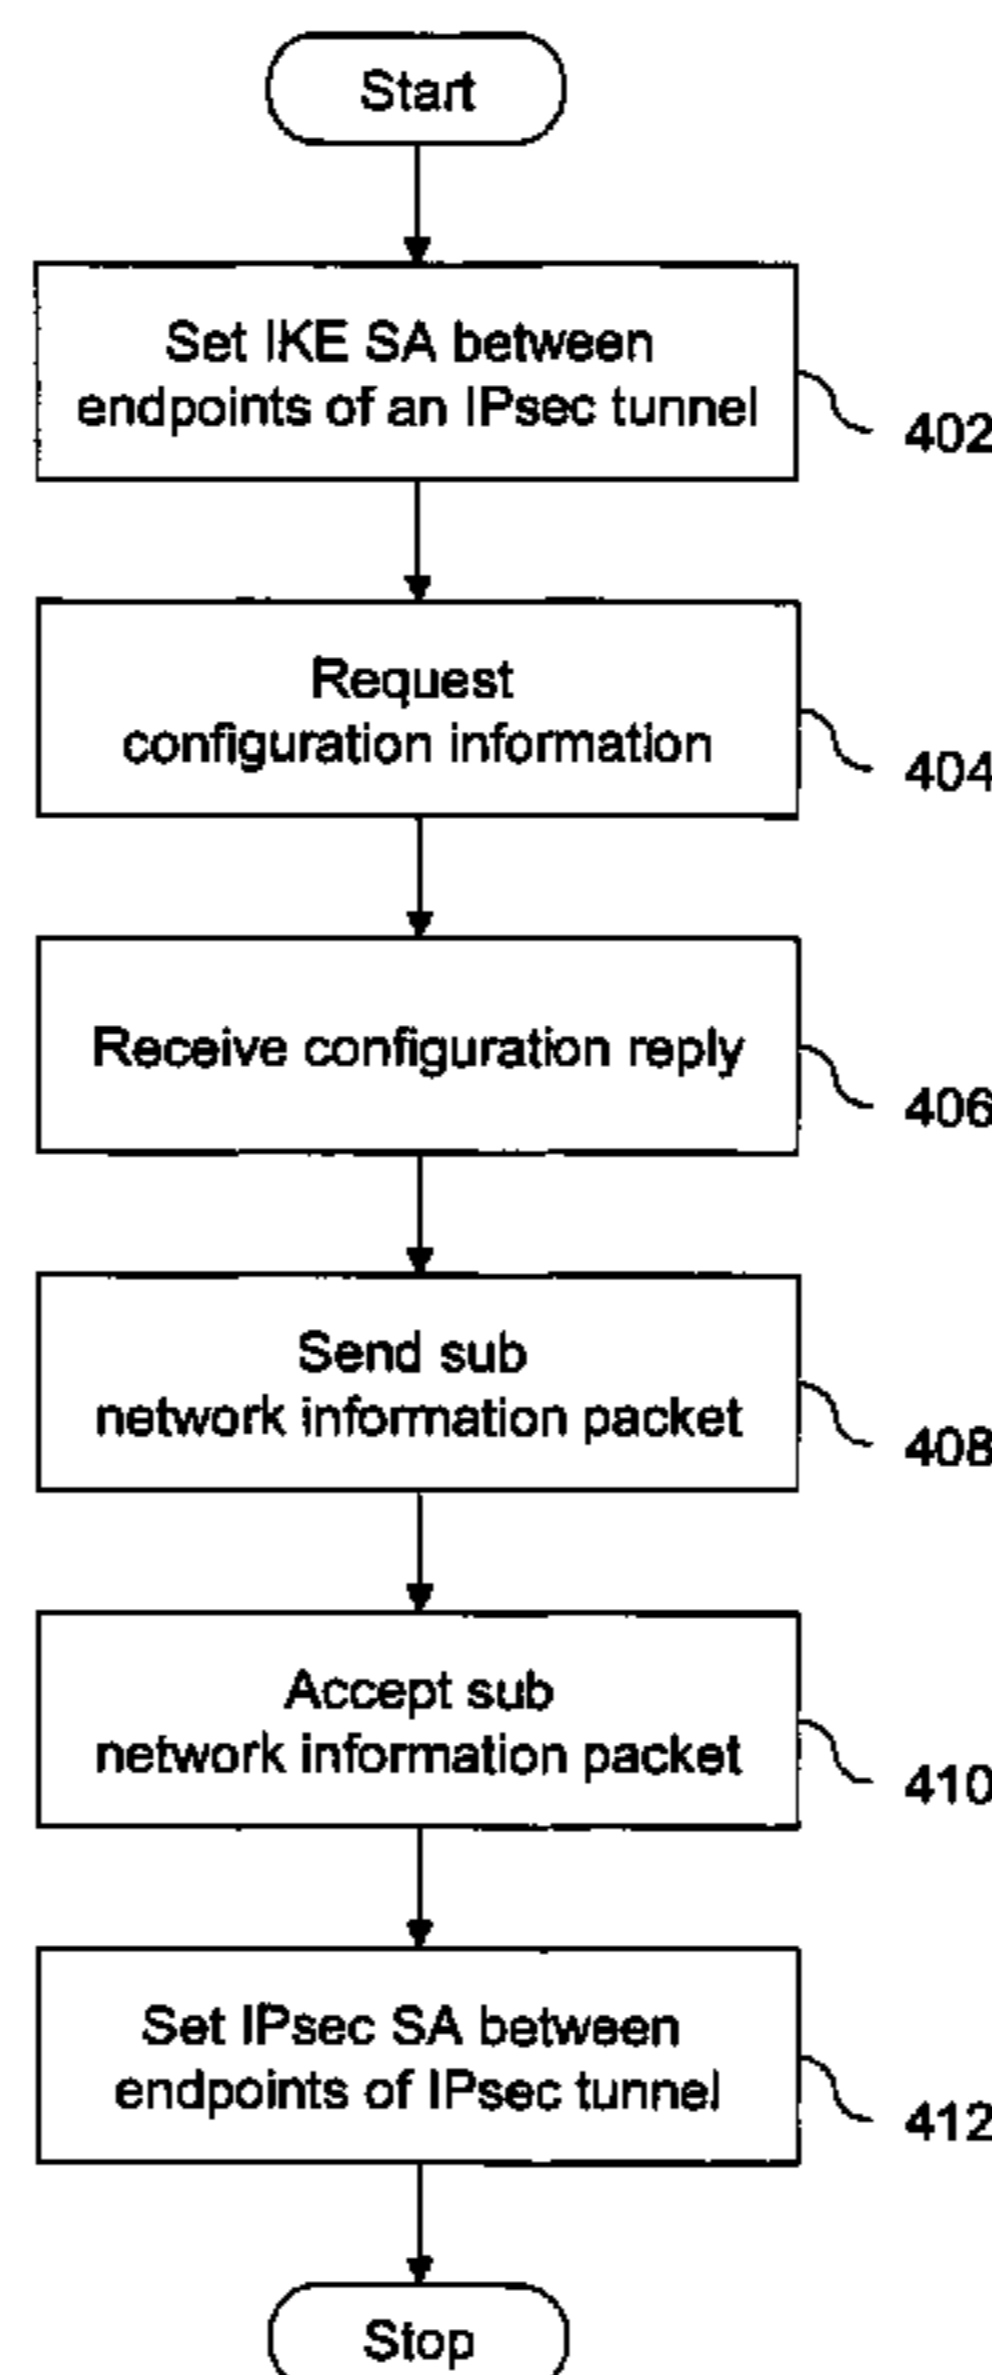 Start
Set IKE SA between
endpoints of an IPsec tunnel
402
Request
configuration information
404
Receive configuration reply
406
Send sub
network information packet
408
Accept sub
network information packet
410
Set IPsec SA between
endpoints of IPsec tunnel
412
Stop